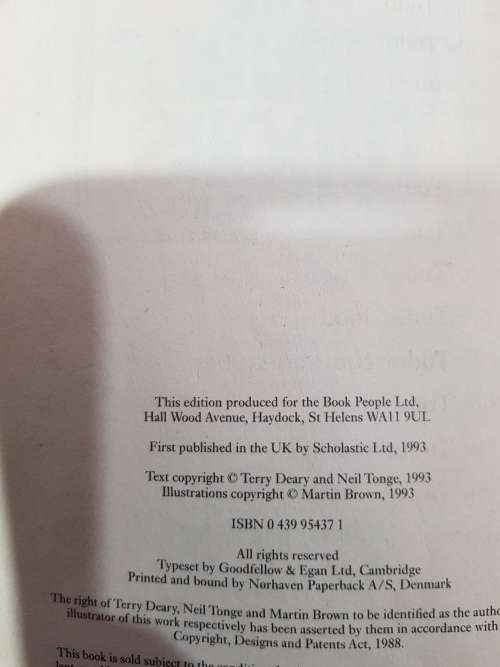 This edition produced for the Book People Ltd,
Hall Wood Avenue, Haydock, St Helens WA11 9UL
First published in the UK by Scholastic Ltd, 1993
Text copyright © Terry Deary and Neil Tonge, 1993
Illustrations copyright © Martin Brown, 1993
ISBN 0 439 95437 1
All rights reserved
Typeset by Goodfellow & Egan Ltd, Cambridge
Printed and bound by Nørhaven Paperback A/S, Denmark
The right of Terry Deary, Neil Tonge and Martin Brown to be identified as the autho
illustrator of this work respectively has been asserted by them in accordance with
Copyright, Designs and Patents Act, 1988.
This book is sold subject to the